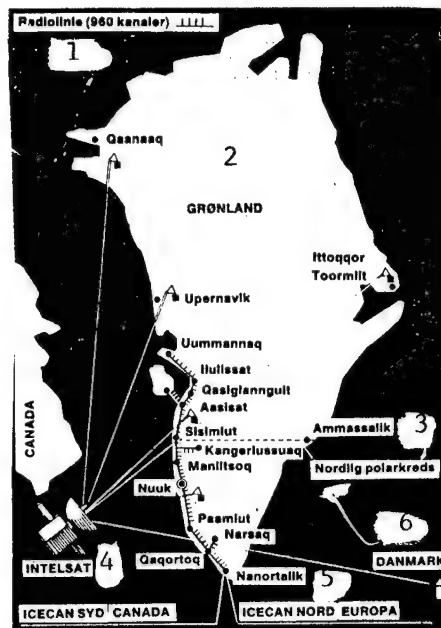 Radiolinie (960 kanaler)
1
Qaanaaq
2
GRØNLAND
Ittoqqor
Toormiit
Upernavik
Uummannaq
Ilulissat
Qasigiannguit
Aasisat
CANADA
Sisimiut
Ammassalik
3
Kangerlussuaq
Nordlig polarkreds
Maniitsoq
Nuuk
6
Paamiut
Narsaq
4
DANMARK
INTELSAT
Qaqortoq
Nanortalik
5
ICECAN SYD CANADA
ICECAN NORD EUROPA